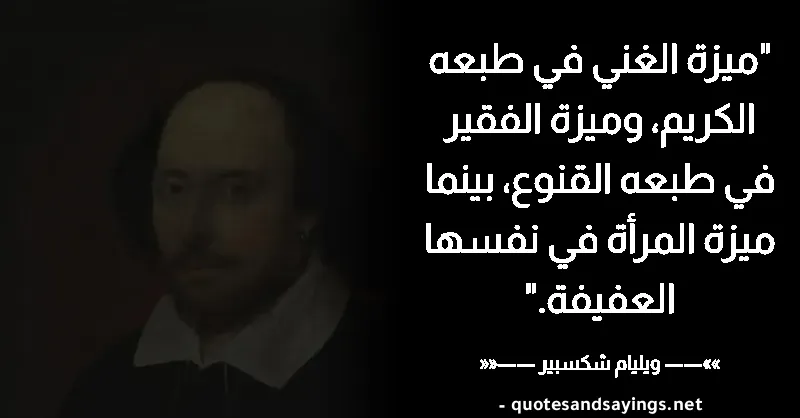 "ميزة الغني في طبعه
الكريم، وميزة الفقير
في طبعه القنوع، بينما
ميزة المرأة في نفسها
العفيفة."
»»——— ويليام شكسبير ———««
- quotesandsayings.net